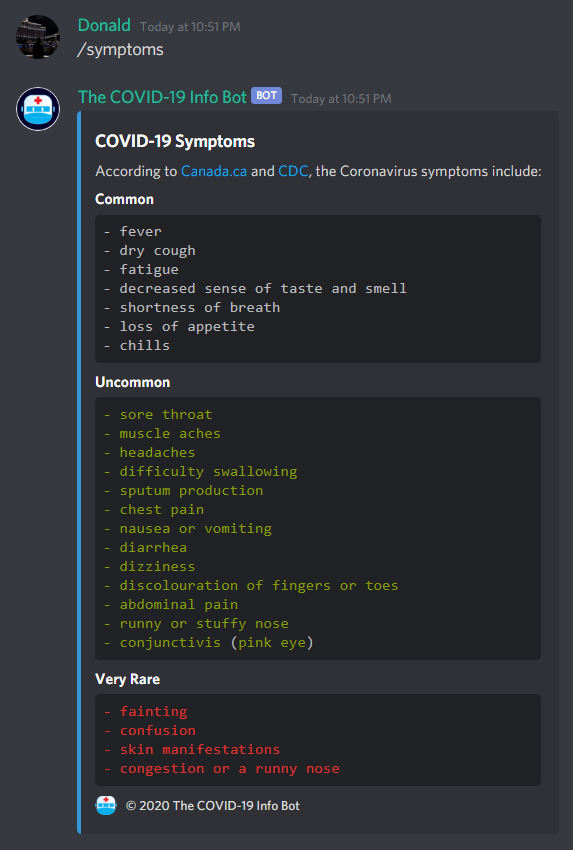 Donald Today at 10:51 PM
/symptoms
The COVID-19 Info Bot BOT Today at 10:51 PM
COVID-19 Symptoms
According to Canada.ca and CDC, the Coronavirus symptoms include:
Common
- fever
- dry cough
- fatigue
- decreased sense of taste and smell
- shortness of breath
- loss of appetite
- chills
Uncommon
- sore throat
- muscle aches
- headaches
- difficulty swallowing
- sputum production
- chest pain
- nausea or vomiting
- diarrhea
- dizziness
- discolouration of fingers or toes
- abdominal pain
- runny or stuffy nose
- conjunctivis (pink eye)
Very Rare
- fainting
- confusion
- skin manifestations
- congestion or a runny nose
© 2020 The COVID-19 Info Bot